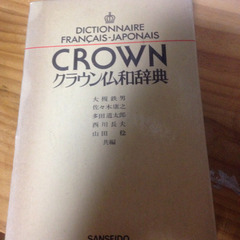 DICTIONNAIRE
FRANÇAIS-JAPONAIS
CROWN
クラウン仏和辞典
大槻鉄男
佐々木康之
多田道太郎
西川長夫
山田稔
共編
SANSEIDO